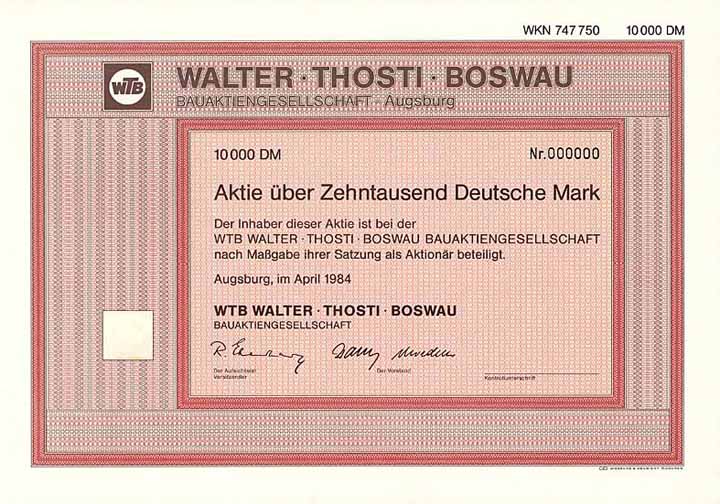 WKN 747 750 10 000 DM
WTB
WALTER · THOSTI · BOSWAU
BAUAKTIENGESELLSCHAFT · Augsburg
10 000 DM Nr. 000000
Aktie über Zehntausend Deutsche Mark
Der Inhaber dieser Aktie ist bei der
WTB WALTER · THOSTI · BOSWAU BAUAKTIENGESELLSCHAFT
nach Maßgabe ihrer Satzung als Aktionär beteiligt.
Augsburg, im April 1984
WTB WALTER · THOSTI · BOSWAU
BAUAKTIENGESELLSCHAFT
Der Aufsichtsrat
Vorsitzender
Der Vorstand
Kontrollunterschrift